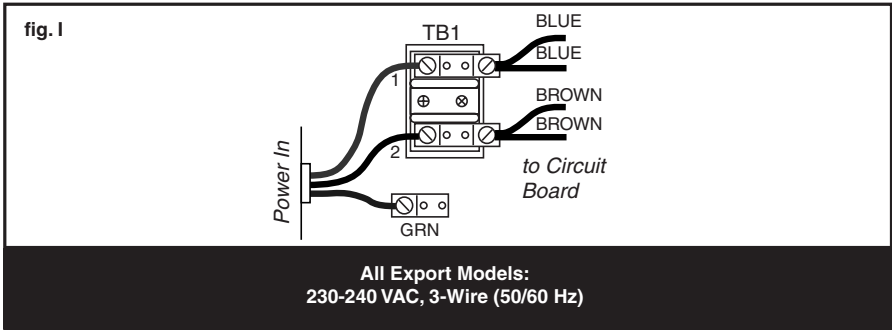 fig. I
TB1
BLUE
BLUE
1
BROWN
BROWN
2
to Circuit
Board
Power In
GRN
All Export Models:
230-240 VAC, 3-Wire (50/60 Hz)